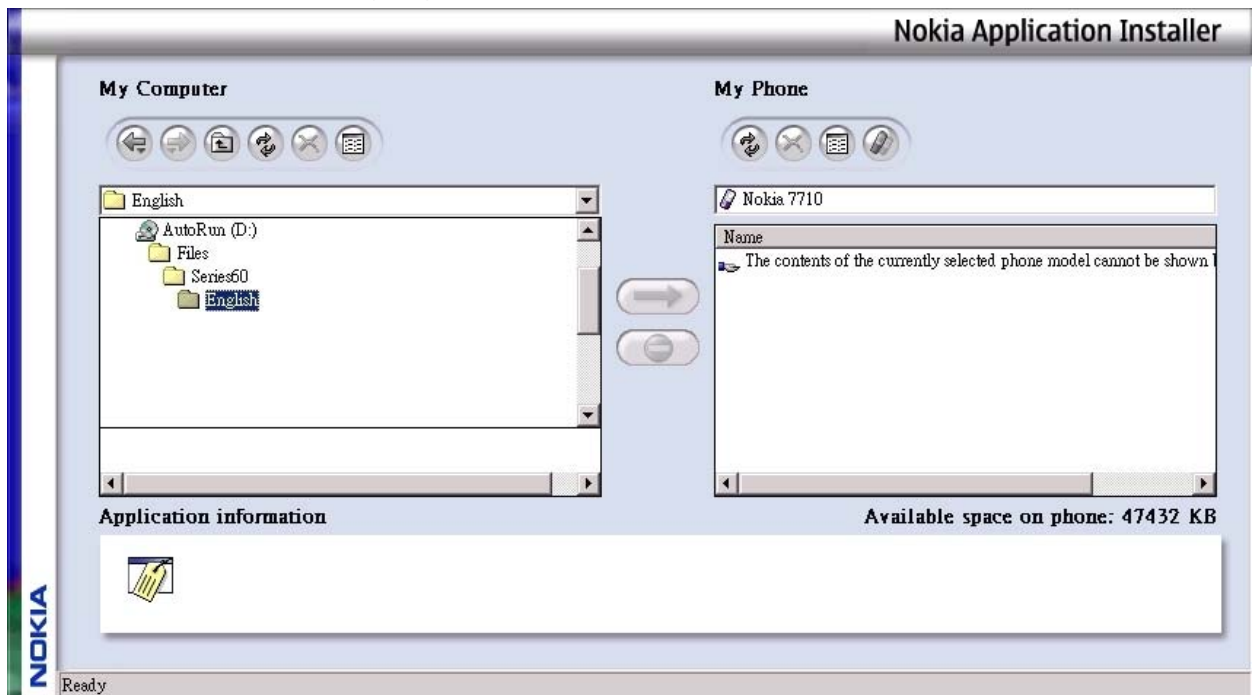 Nokia Application Installer
My Computer
My Phone
English
AutoRun (D:)
Files
Series60
English
Nokia 7710
Name
The contents of the currently selected phone model cannot be shown
Application information
Available space on phone: 47432 KB
NOKIA
Ready